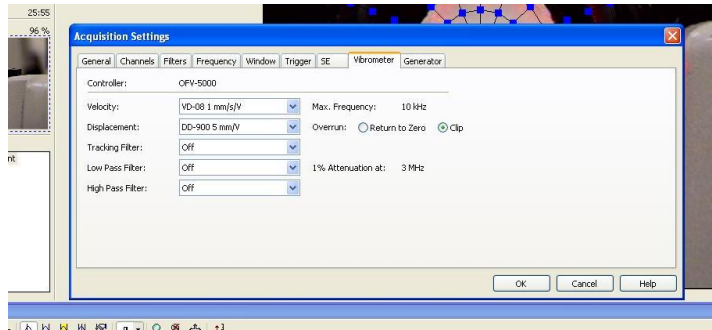 25:55
96 %
Acquisition Settings
General Channels Filters Frequency Window Trigger SE Vibrometer Generator
Controller: OFV-5000
Velocity: VD-08 1 mm/s/V Max. Frequency: 10 kHz
Displacement: DD-900 5 mm/V Overrun: Return to Zero Clip
Tracking Filter: Off
Low Pass Filter: Off 1% Attenuation at: 3 MHz
High Pass Filter: Off
OK Cancel Help